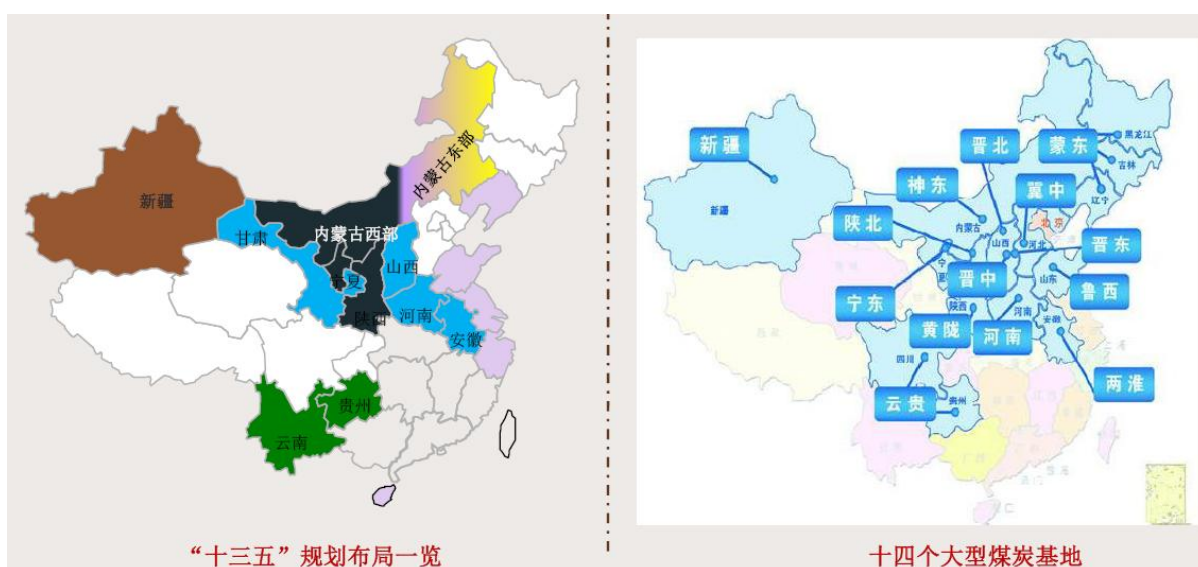 内蒙古东部
新疆
甘肃
内蒙古西部
宁夏
山西
陕西
河南
安徽
贵州
云南
“十三五”规划布局一览
新疆
晋北
蒙东
黑龙江
吉林
神东
冀中
辽宁
新疆
内蒙古
北京
陕北
山西
河北
晋东
晋中
山东
鲁西
宁东
陕西
河南
安徽
黄陇
河南
四川
两淮
云贵
贵州
广西
十四个大型煤炭基地